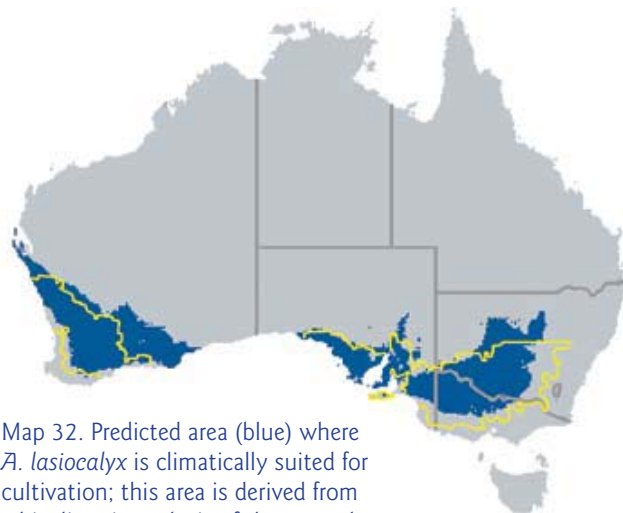 Map 32. Predicted area (blue) where
A. lasiocalyx is climatically suited for
cultivation; this area is derived from